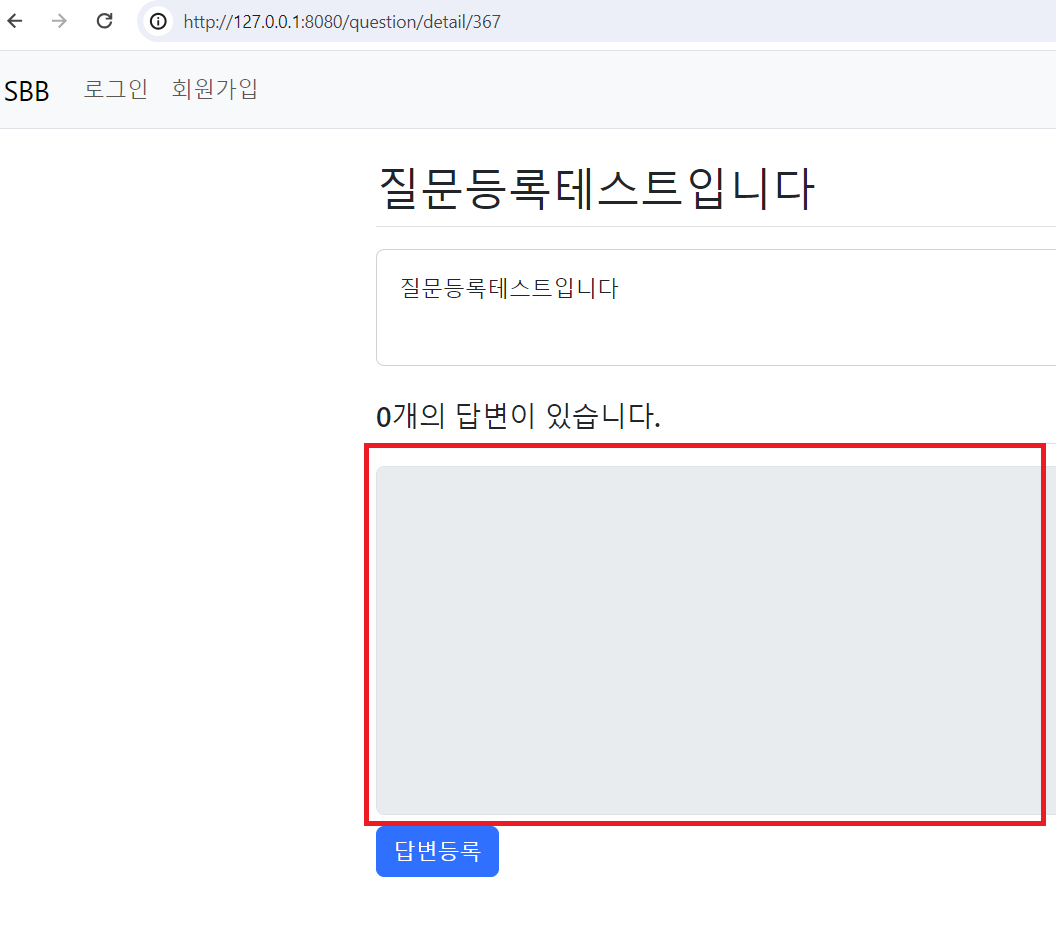 http://127.0.0.1:8080/question/detail/367
SBB 로그인 회원가입
질문등록테스트입니다
질문등록테스트입니다
0개의 답변이 있습니다.
답변등록